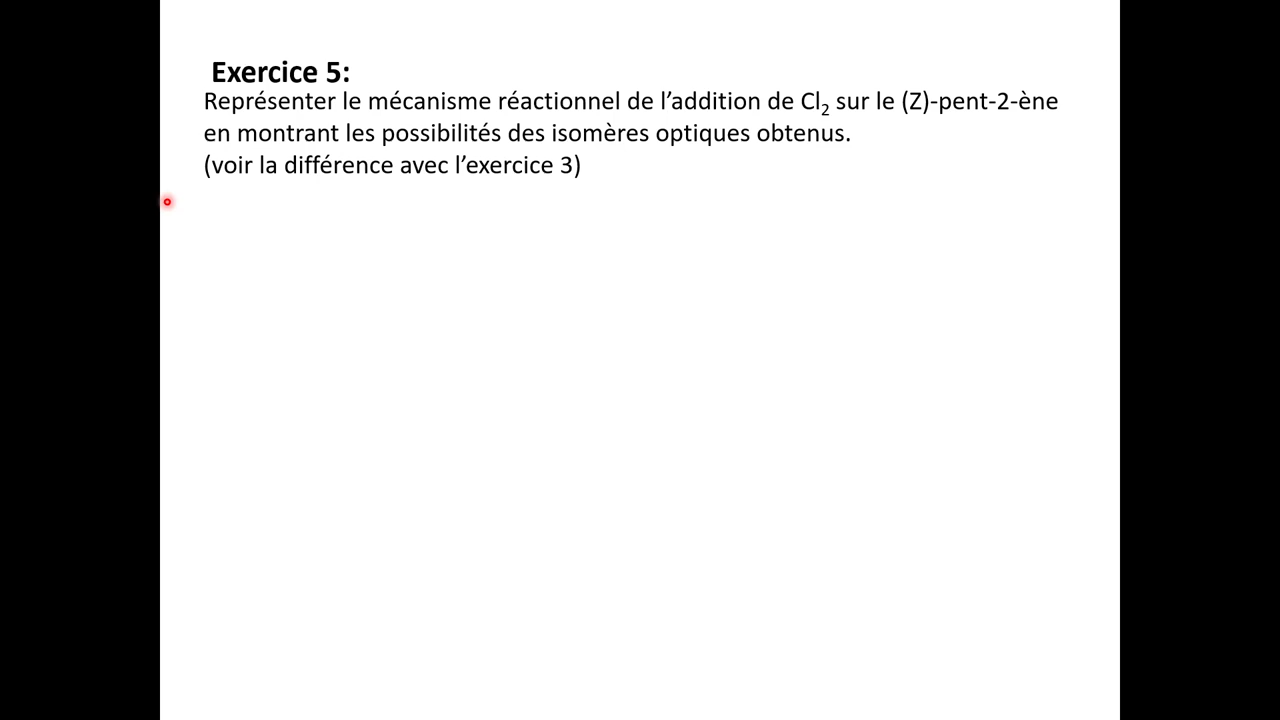 Exercice 5:
Représenter le mécanisme réactionnel de l’addition de Cl₂ sur le (Z)-pent-2-ène
en montrant les possibilités des isomères optiques obtenus.
(voir la différence avec l’exercice 3)